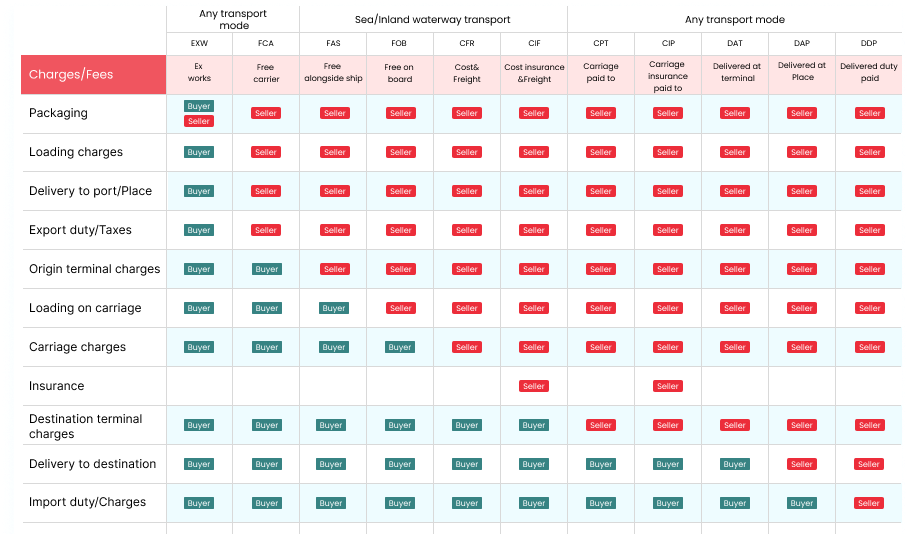 Any transport
mode
Sea/Inland waterway transport
Any transport mode
EXW FCA FAS FOB CFR CIF CPT CIP DAT DAP DDP
Charges/Fees
Ex
works
Free
carrier
Free
alongside ship
Free on
board
Cost&
Freight
Cost insurance
&Freight
Carriage
paid to
Carriage
insurance
paid to
Delivered at
terminal
Delivered at
Place
Delivered duty
paid
Packaging Buyer Seller Seller Seller Seller Seller Seller Seller Seller Seller Seller Seller
Loading charges Buyer Seller Seller Seller Seller Seller Seller Seller Seller Seller Seller
Delivery to port/Place Buyer Seller Seller Seller Seller Seller Seller Seller Seller Seller Seller
Export duty/Taxes Buyer Seller Seller Seller Seller Seller Seller Seller Seller Seller Seller
Origin terminal charges Buyer Buyer Seller Seller Seller Seller Seller Seller Seller Seller Seller
Loading on carriage Buyer Buyer Buyer Seller Seller Seller Seller Seller Seller Seller Seller
Carriage charges Buyer Buyer Buyer Buyer Seller Seller Seller Seller Seller Seller Seller
Insurance Seller Seller
Destination terminal
charges Buyer Buyer Buyer Buyer Buyer Buyer Seller Seller Seller Seller Seller
Delivery to destination Buyer Buyer Buyer Buyer Buyer Buyer Buyer Buyer Buyer Seller Seller
Import duty/Charges Buyer Buyer Buyer Buyer Buyer Buyer Buyer Buyer Buyer Buyer Seller